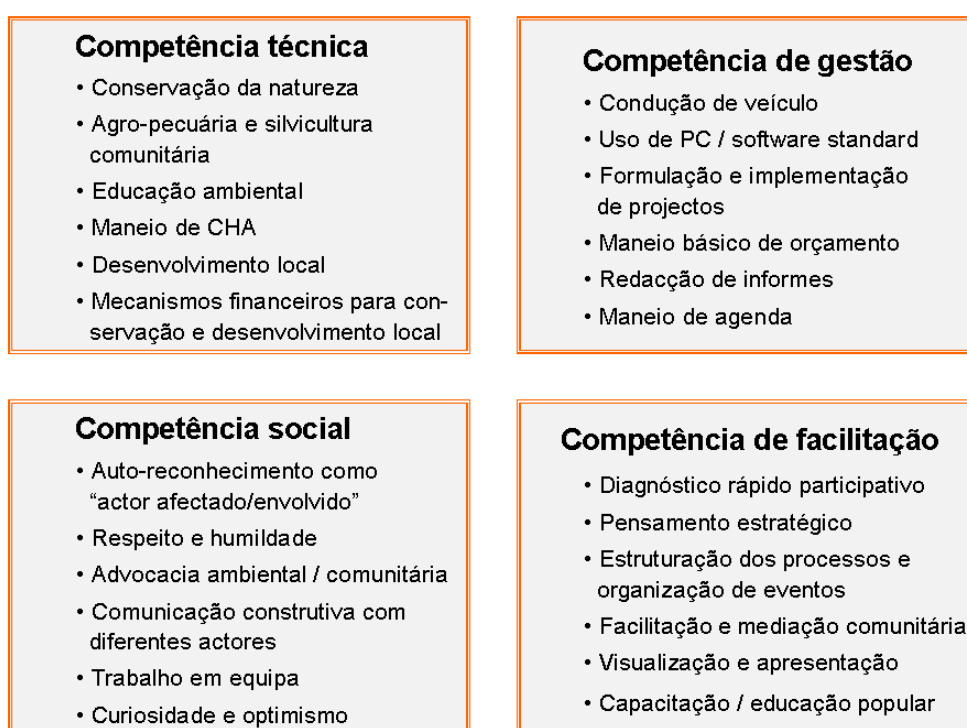 Competência técnica
• Conservação da natureza
• Agro-pecuária e silvicultura
comunitária
• Educação ambiental
• Maneio de CHA
• Desenvolvimento local
• Mecanismos financeiros para con-
servação e desenvolvimento local
Competência de gestão
• Condução de veículo
• Uso de PC / software standard
• Formulação e implementação
de projectos
• Maneio básico de orçamento
• Redacção de informes
• Maneio de agenda
Competência social
• Auto-reconhecimento como
“actor afectado/envolvido”
• Respeito e humildade
• Advocacia ambiental / comunitária
• Comunicação construtiva com
diferentes actores
• Trabalho em equipa
• Curiosidade e optimismo
Competência de facilitação
• Diagnóstico rápido participativo
• Pensamento estratégico
• Estruturação dos processos e
organização de eventos
• Facilitação e mediação comunitária
• Visualização e apresentação
• Capacitação / educação popular